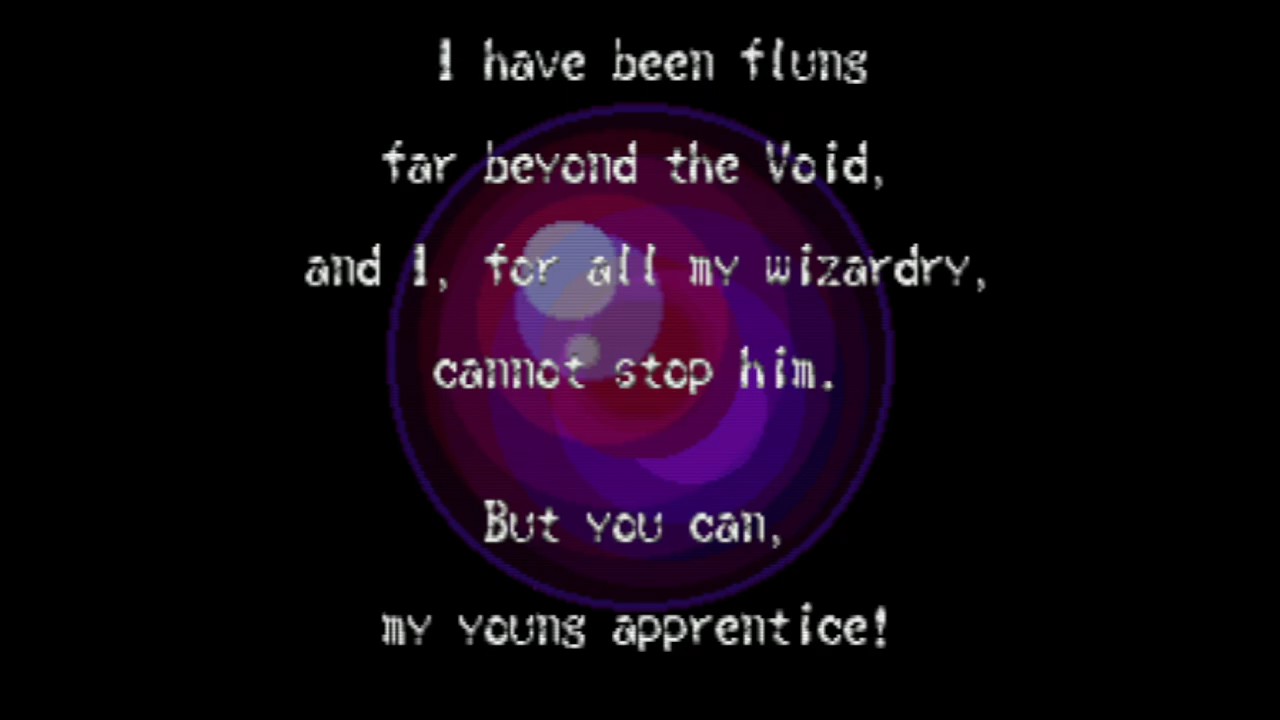 I have been flung
far beyond the Void,
and I, for all my wizardry,
cannot stop him.
But you can,
my young apprentice!